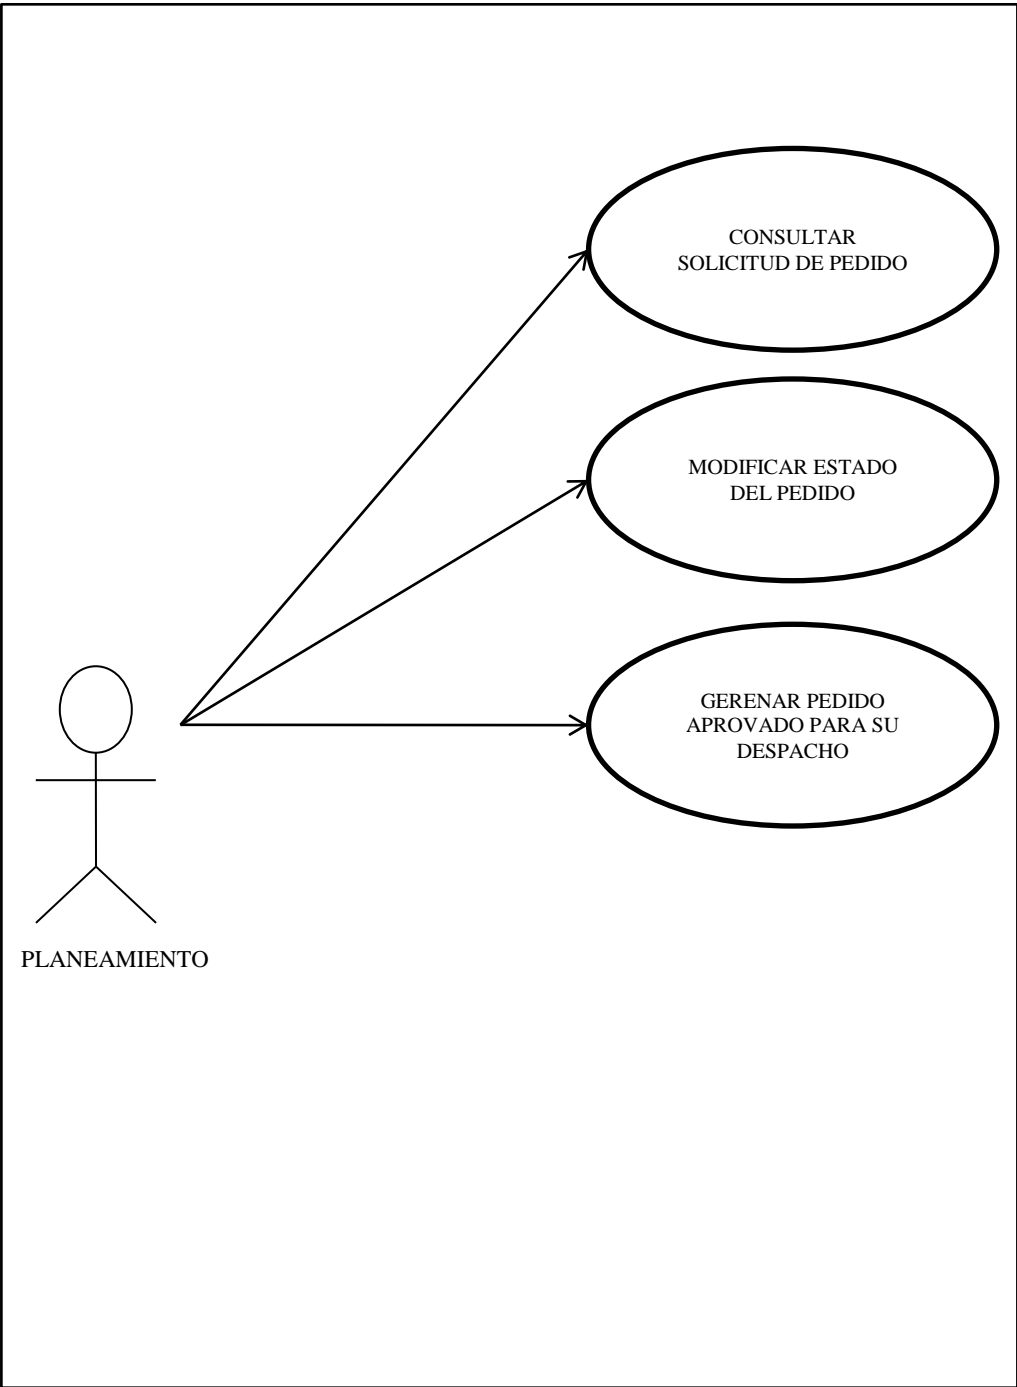 CONSULTAR
SOLICITUD DE PEDIDO
MODIFICAR ESTADO
DEL PEDIDO
GERENAR PEDIDO
APROVADO PARA SU
DESPACHO
PLANEAMIENTO